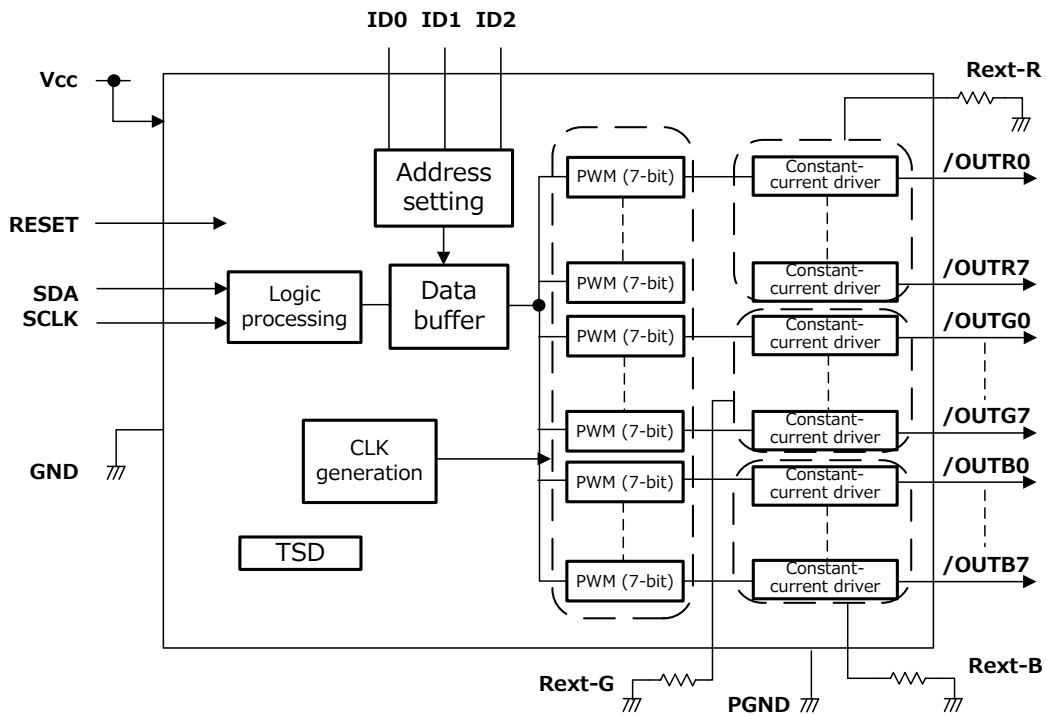 ID0 ID1 ID2
Vcc
Rext-R
Address
setting
PWM (7-bit)
Constant-
current driver
/OUTR0
RESET
SDA
SCLK
Logic
processing
Data
buffer
PWM (7-bit)
Constant-
current driver
/OUTR7
PWM (7-bit)
Constant-
current driver
/OUTG0
CLK
generation
PWM (7-bit)
Constant-
current driver
/OUTG7
GND
PWM (7-bit)
Constant-
current driver
/OUTB0
TSD
PWM (7-bit)
Constant-
current driver
/OUTB7
Rext-G
PGND
Rext-B